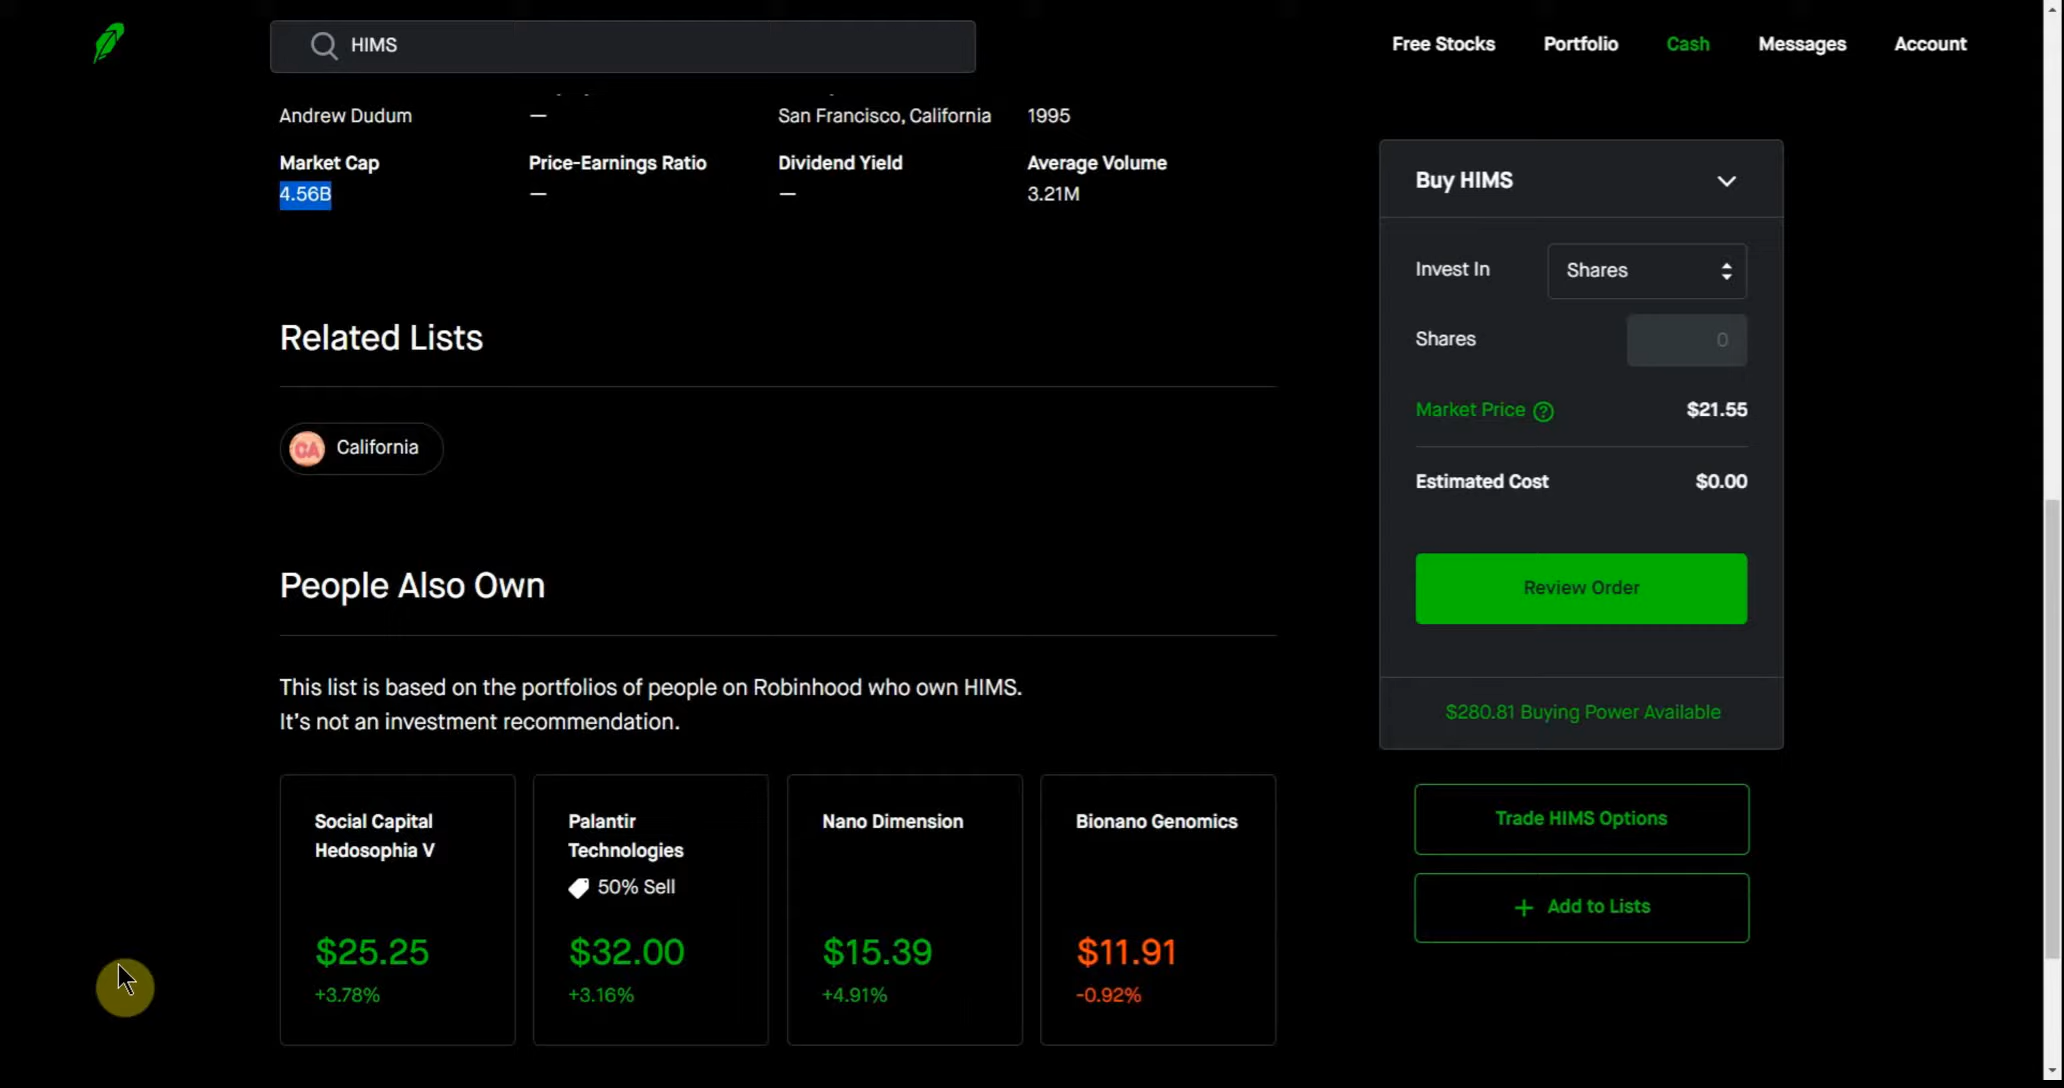 HIMS
Free Stocks
Portfolio
Cash
Messages
Account
Andrew Dudum
—
San Francisco, California
1995
Market Cap
Price-Earnings Ratio
Dividend Yield
Average Volume
4.56B
—
—
3.21M
Related Lists
CA
California
People Also Own
This list is based on the portfolios of people on Robinhood who own HIMS.
It's not an investment recommendation.
Social Capital
Hedosophia V
$25.25
+3.78%
Palantir
Technologies
50% Sell
$32.00
+3.16%
Nano Dimension
$15.39
+4.91%
Bionano Genomics
$11.91
-0.92%
Buy HIMS
Invest In
Shares
Shares
0
Market Price ?
$21.55
Estimated Cost
$0.00
Review Order
$280.81 Buying Power Available
Trade HIMS Options
+ Add to Lists